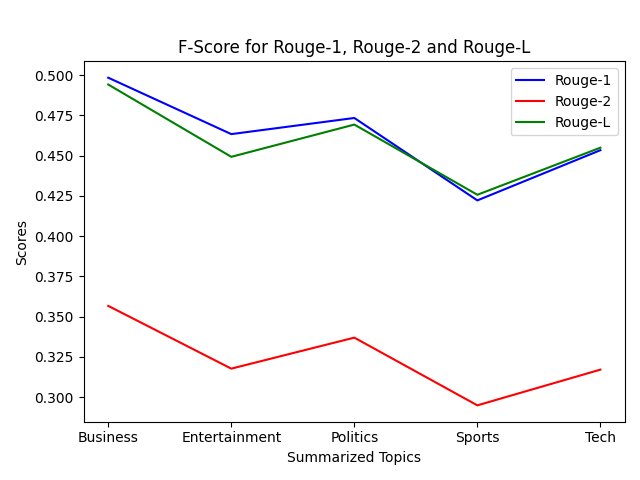 F-Score for Rouge-1, Rouge-2 and Rouge-L
Rouge-1
Rouge-2
Rouge-L
0.500
0.475
0.450
0.425
0.400
0.375
0.350
0.325
0.300
Scores
Business Entertainment Politics Sports Tech
Summarized Topics